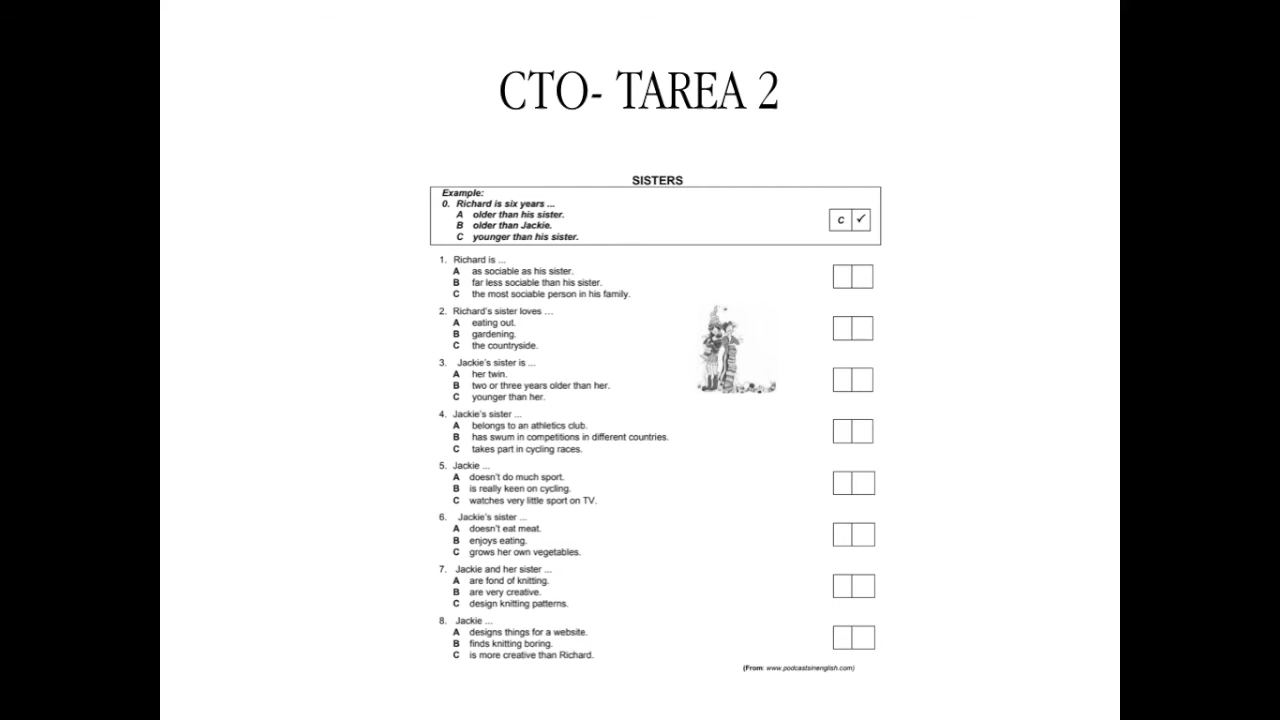 CTO- TAREA 2
SISTERS
Example:
0. Richard is six years ...
A older than his sister.
B older than Jackie.
C younger than his sister.
C ✓
1. Richard is ...
A as sociable as his sister.
B far less sociable than his sister.
C the most sociable person in his family.
2. Richard's sister loves …
A eating out.
B gardening.
C the countryside.
3. Jackie's sister is ...
A her twin.
B two or three years older than her.
C younger than her.
4. Jackie's sister ...
A belongs to an athletics club.
B has swum in competitions in different countries.
C takes part in cycling races.
5. Jackie ...
A doesn't do much sport.
B is really keen on cycling.
C watches very little sport on TV.
6. Jackie's sister ...
A doesn't eat meat.
B enjoys eating.
C grows her own vegetables.
7. Jackie and her sister ...
A are fond of knitting.
B are very creative.
C design knitting patterns.
8. Jackie ...
A designs things for a website.
B finds knitting boring.
C is more creative than Richard.
(From: www.podcastsinenglish.com)